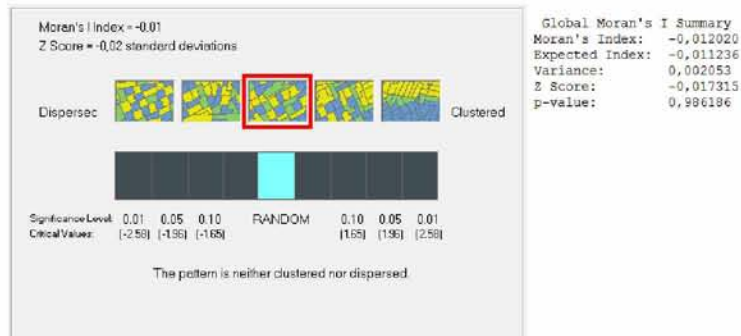 Moran's I Index = -0.01
Z Score = -0,02 standard deviations
Dispersec
Clustered
Significance Level: 0.01 0.05 0.10 RANDOM 0.10 0.05 0.01
Critical Values: (-2.58) (-1.96) (-1.65) (1.65) (1.96) (2.58)
The pattern is neither clustered nor dispersed.
Global Moran's I Summary
Moran's Index: -0,012020
Expected Index: -0,011236
Variance: 0,002053
Z Score: -0,017315
p-value: 0,986186